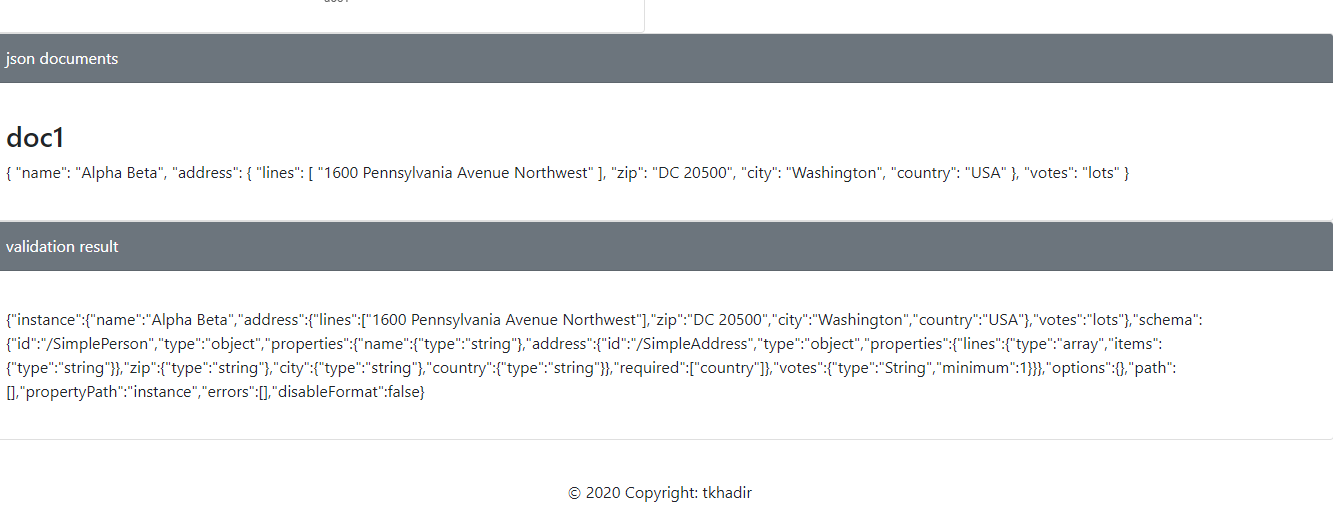 json documents
doc1
{ "name": "Alpha Beta", "address": { "lines": [ "1600 Pennsylvania Avenue Northwest" ], "zip": "DC 20500", "city": "Washington", "country": "USA" }, "votes": "lots" }
validation result
{"instance":{"name":"Alpha Beta","address":{"lines":["1600 Pennsylvania Avenue Northwest"],"zip":"DC 20500","city":"Washington","country":"USA"},"votes":"lots"},"schema":
{"id":"/SimplePerson","type":"object","properties":{"name":{"type":"string"},"address":{"id":"/SimpleAddress","type":"object","properties":{"lines":{"type":"array","items":
{"type":"string"}},"zip":{"type":"string"},"city":{"type":"string"},"country":{"type":"string"}},"required":["country"]},"votes":{"type":"String","minimum":1}}},"options":{},"path":
[],"propertyPath":"instance","errors":[],"disableFormat":false}
© 2020 Copyright: tkhadir